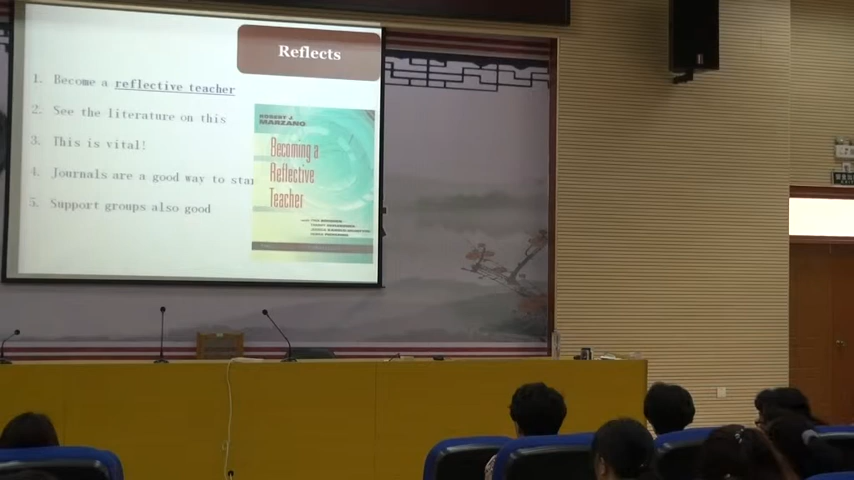 Reflects
1. Become a reflective teacher
2. See the literature on this
3. This is vital!
4. Journals are a good way to star
5. Support groups also good
ROBERT J.
MARZANO
Becoming a
Reflective
Teacher